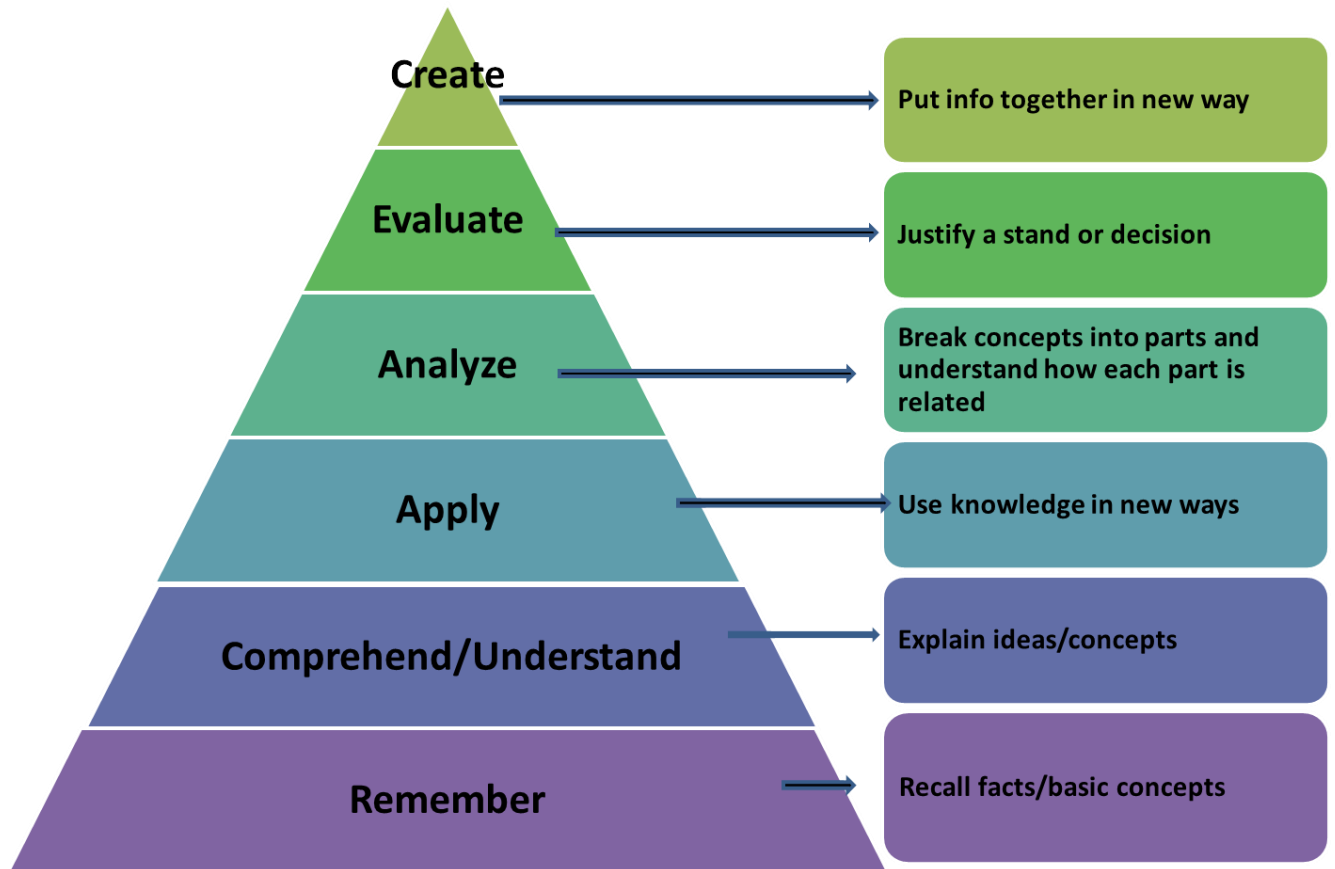 Create
Put info together in new way
Evaluate
Justify a stand or decision
Analyze
Break concepts into parts and
understand how each part is
related
Apply
Use knowledge in new ways
Comprehend/Understand
Explain ideas/concepts
Remember
Recall facts/basic concepts